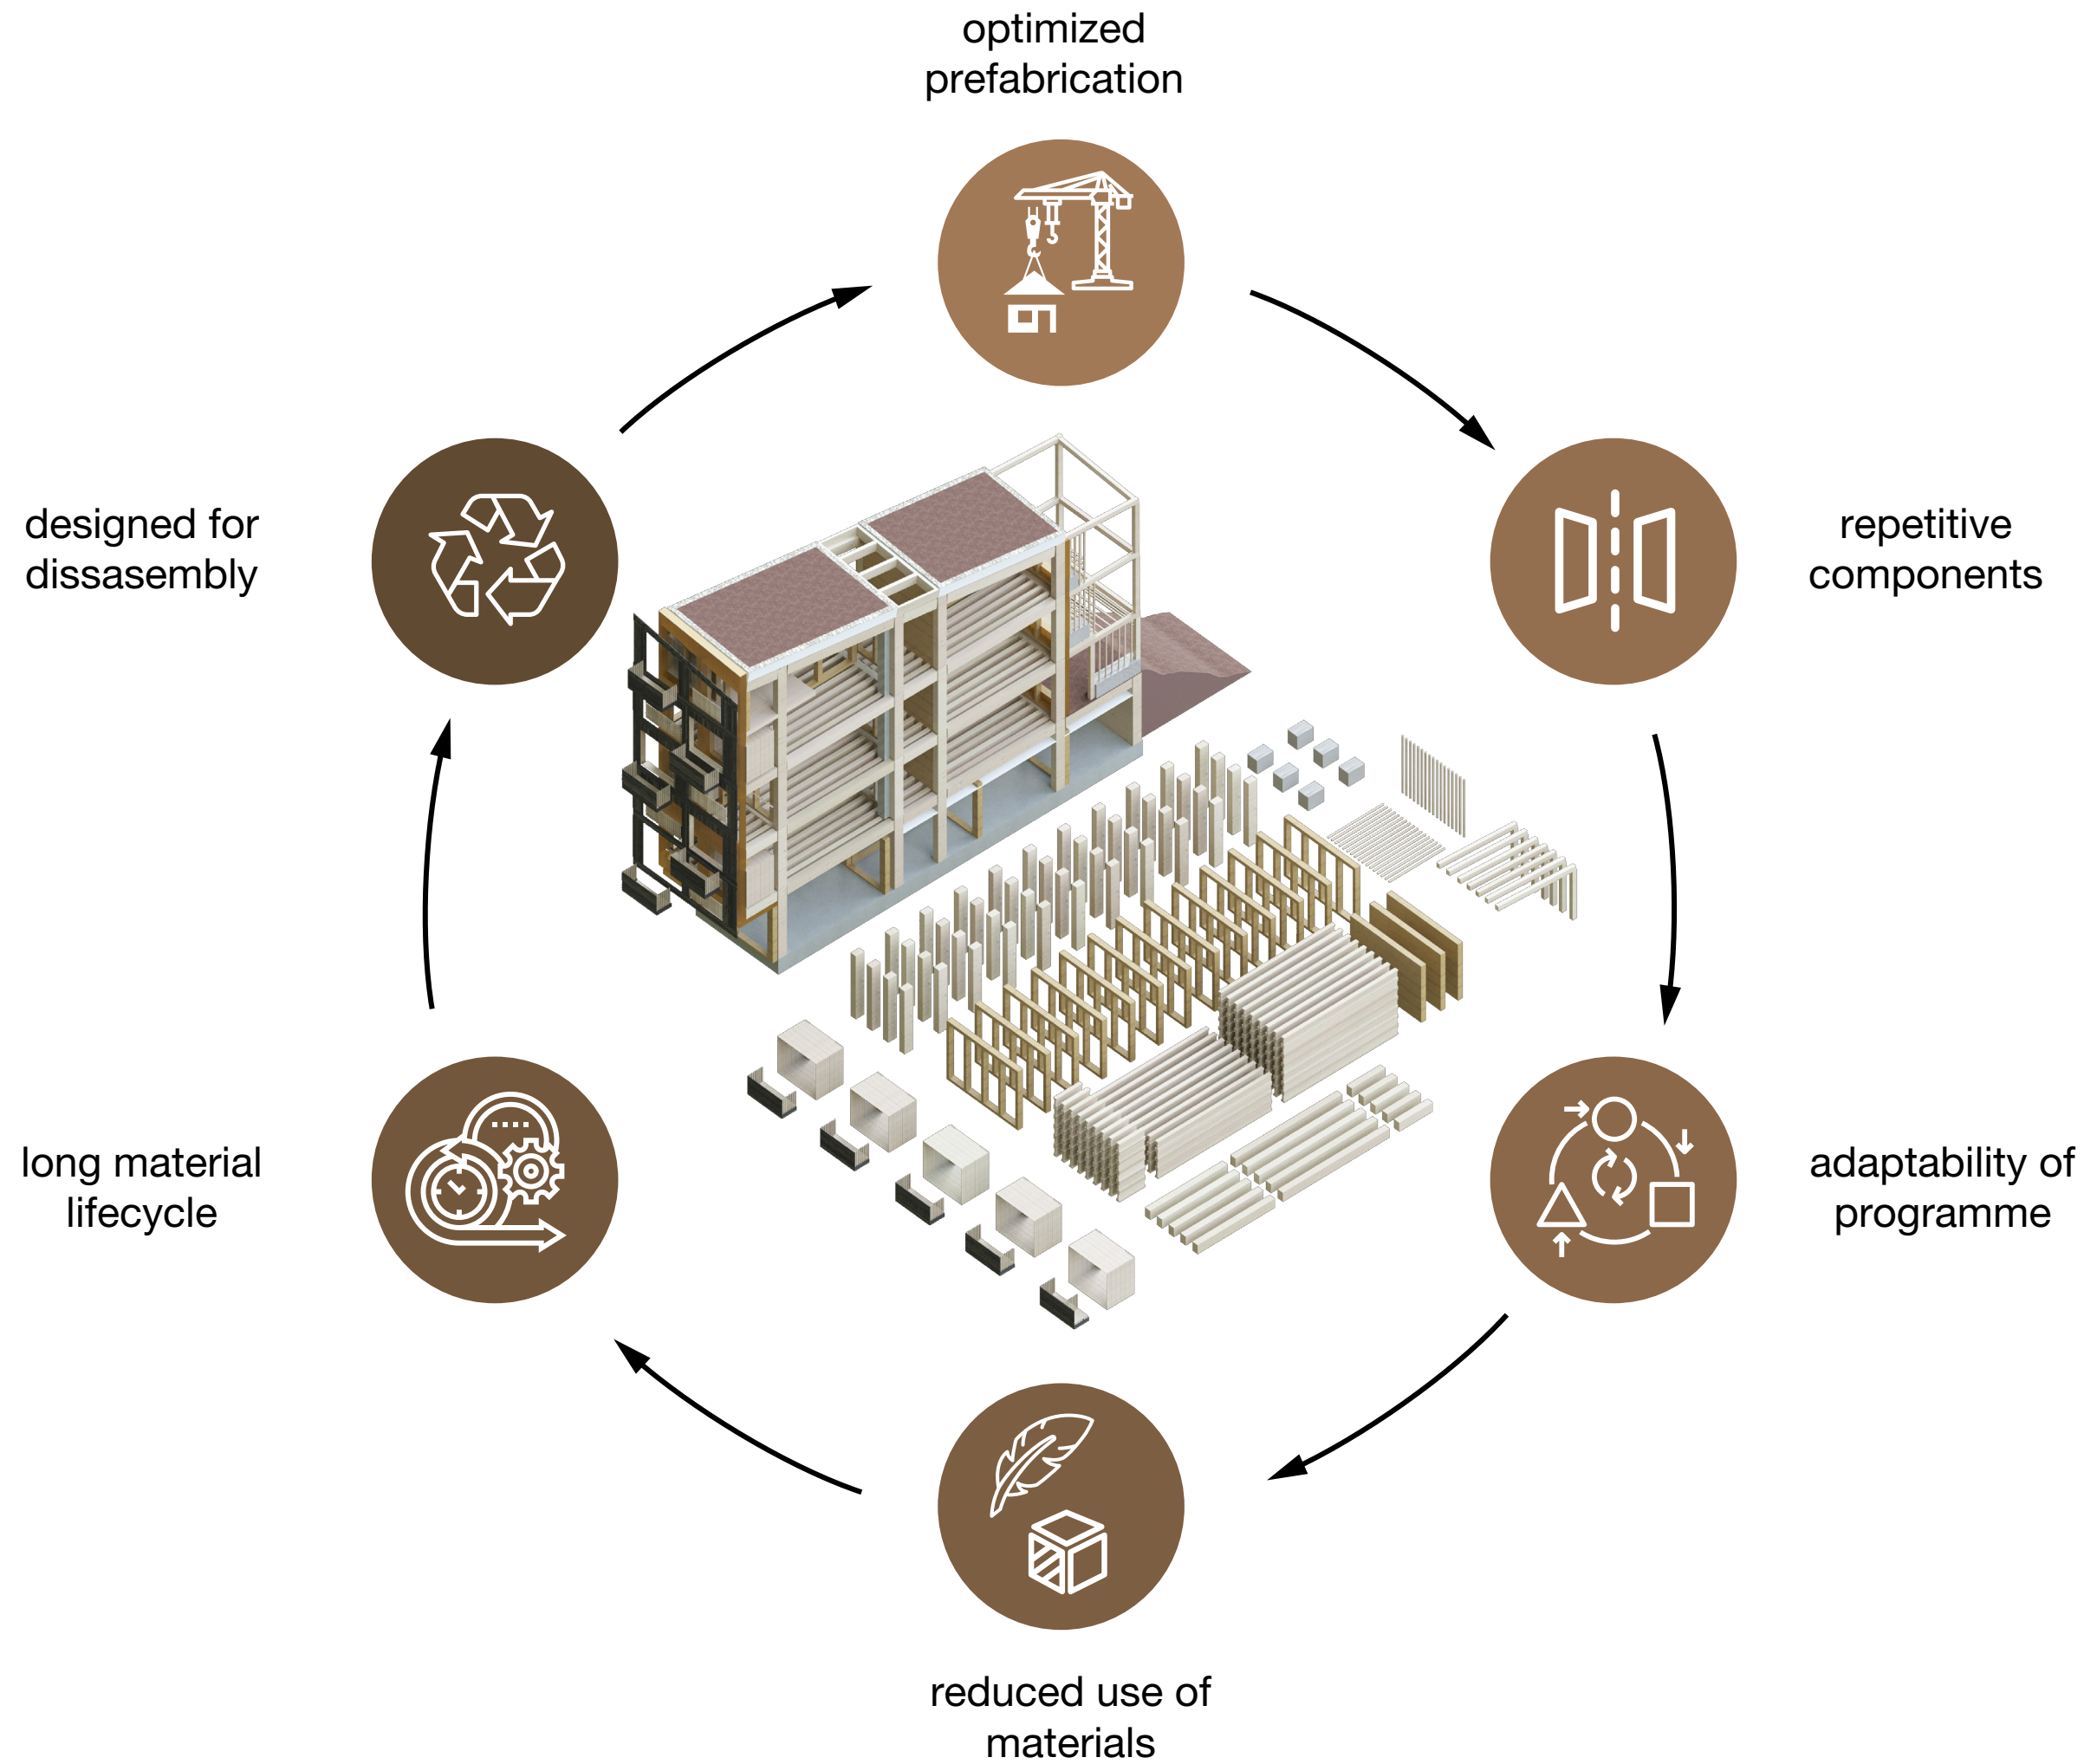 optimized
prefabrication
repetitive
components
adaptability of
programme
reduced use of
materials
long material
lifecycle
designed for
dissasembly